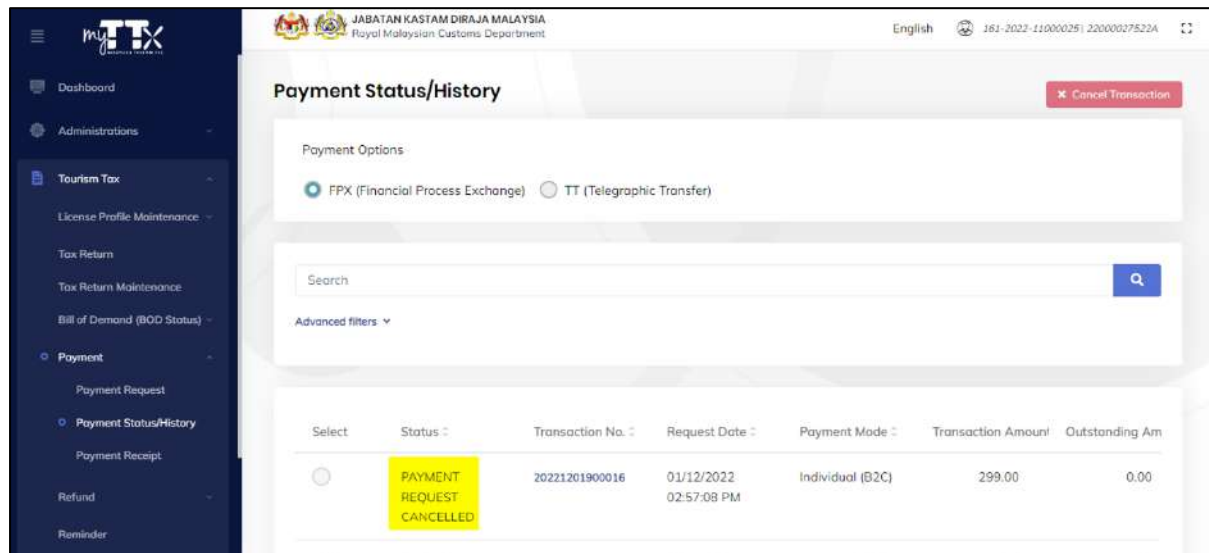 myTTX
JABATAN KASTAM DIRAJA MALAYSIA
Royal Malaysian Customs Department
English
161-2022-11000025| 22000027522A
Dashboard
Administrations
Tourism Tax
License Profile Maintenance
Tax Return
Tax Return Maintenance
Bill of Demand (BOD Status)
Payment
Payment Request
Payment Status/History
Payment Receipt
Refund
Reminder
Payment Status/History
Cancel Transaction
Payment Options
FPX (Financial Process Exchange) TT (Telegraphic Transfer)
Search
Advanced filters
Select Status Transaction No. Request Date Payment Mode Transaction Amount Outstanding Am
PAYMENT REQUEST CANCELLED 20221201900016 01/12/2022 02:57:08 PM Individual (B2C) 299.00 0.00